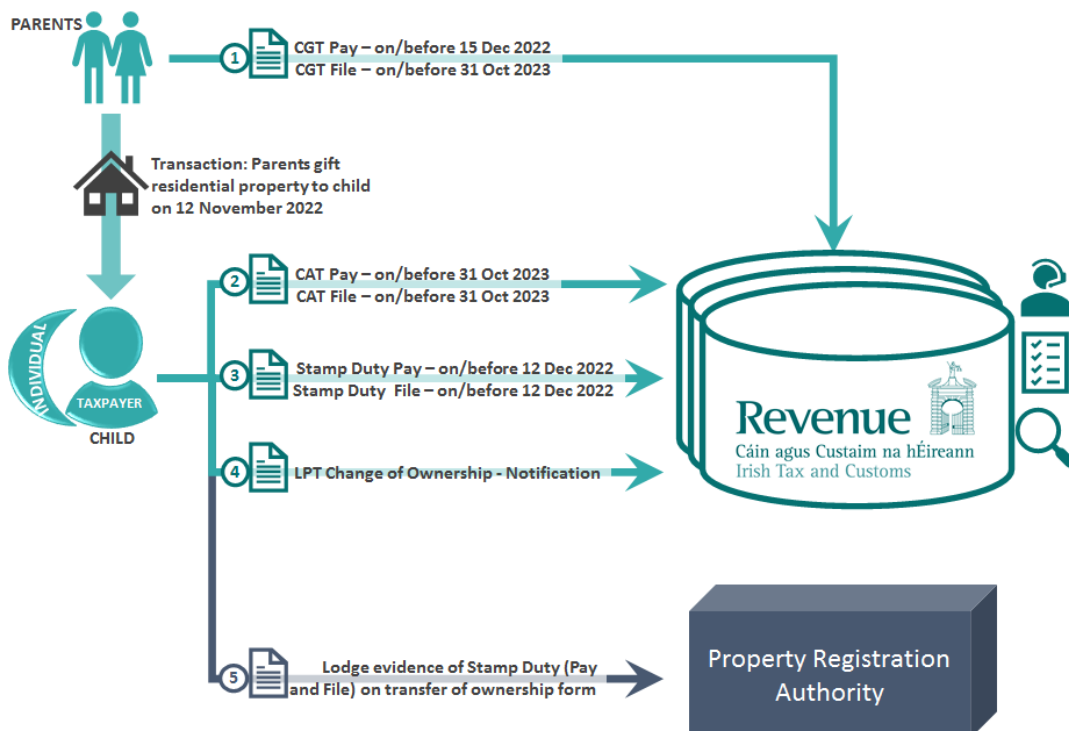 PARENTS
1
CGT Pay – on/before 15 Dec 2022
CGT File – on/before 31 Oct 2023
Transaction: Parents gift
residential property to child
on 12 November 2022
2
CAT Pay – on/before 31 Oct 2023
CAT File – on/before 31 Oct 2023
INDIVIDUAL
TAXPAYER
CHILD
3
Stamp Duty Pay – on/before 12 Dec 2022
Stamp Duty File – on/before 12 Dec 2022
4
LPT Change of Ownership - Notification
Revenue
Cáin agus Custaim na hÉireann
Irish Tax and Customs
5
Lodge evidence of Stamp Duty (Pay
and File) on transfer of ownership form
Property Registration
Authority